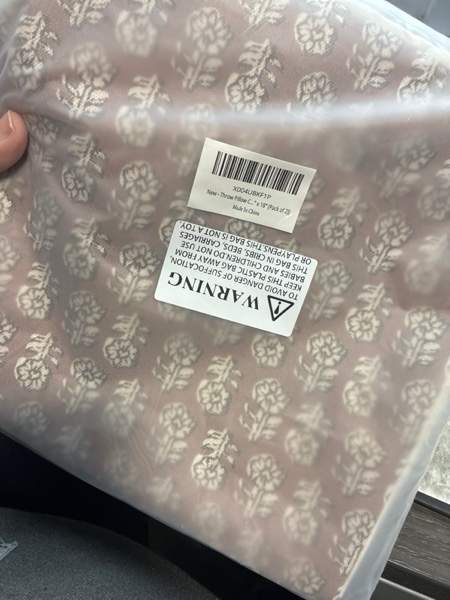 X004U8KF1P
New - Throw Pillow C..." x 18" (Pack of 2)
Made In China
WARNING
TO AVOID DANGER OF SUFFOCATION,
KEEP THIS PLASTIC BAG AWAY FROM
BABIES AND CHILDREN DO NOT USE
THIS BAG IN CRIBS, BEDS, CARRIAGES
OR PLAYPENS.THIS BAG IS NOT A TOY.